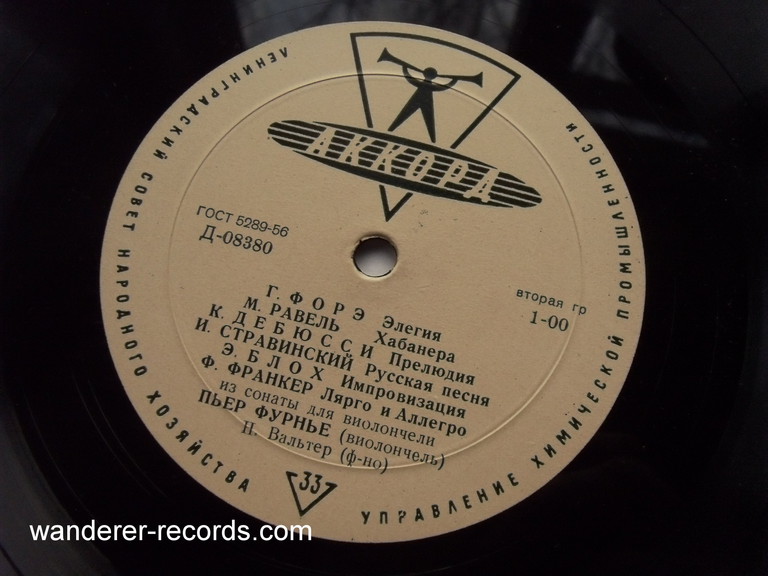 ЛЕНИНГРАДСКИЙ СОВЕТ НАРОДНОГО ХОЗЯЙСТВА
УПРАВЛЕНИЕ ХИМИЧЕСКОЙ ПРОМЫШЛЕННОСТИ
АККОРД
ГОСТ 5289-56
Д-08380
вторая гр
1-00
Г. ФОРЭ Элегия
М. РАВЕЛЬ Хабанера
К. ДЕБЮССИ Прелюдия
И. СТРАВИНСКИЙ Русская песня
Э. БЛОХ Импровизация
Ф. ФРАНКЕР Лярго и Аллегро
из сонаты для виолончели
ПЬЕР ФУРНЬЕ (виолончель)
Н. Вальтер (ф-но)
33
wanderer-records.com